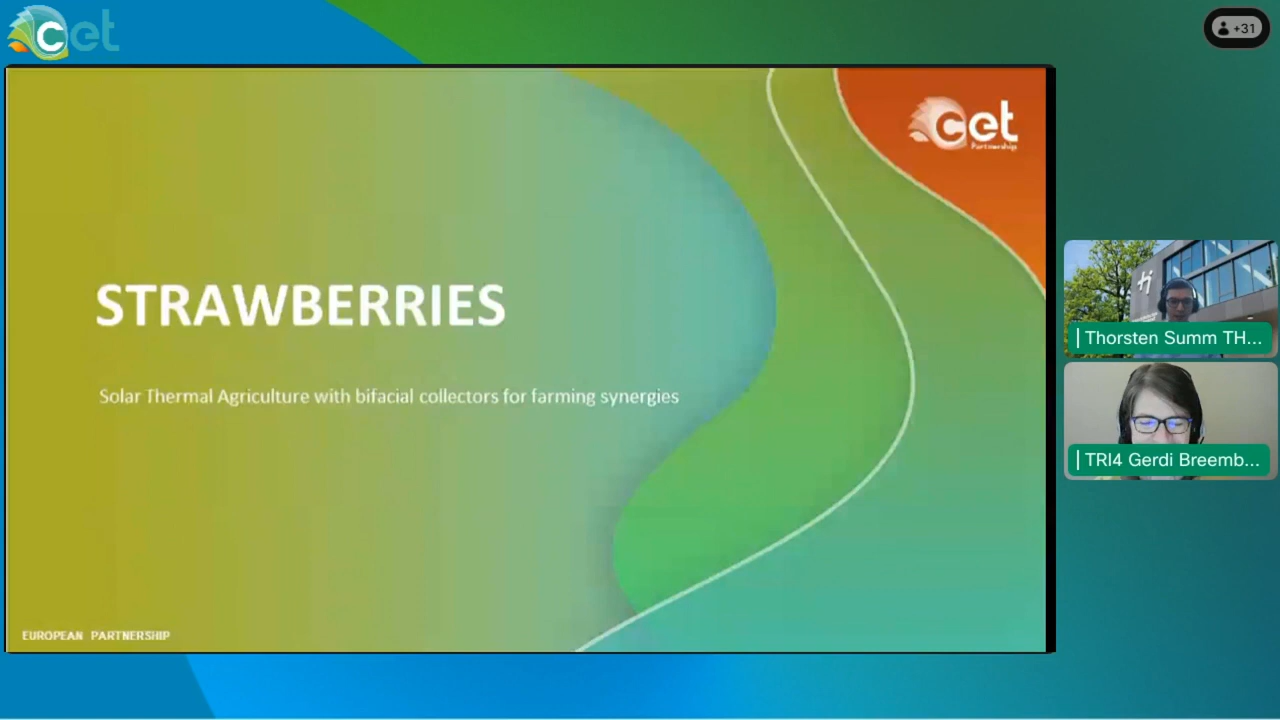 cet
+31
cet
Partnership
STRAWBERRIES
Solar Thermal Agriculture with bifacial collectors for farming synergies
Thorsten Summ TH...
TRI4 Gerdi Breemb...
EUROPEAN PARTNERSHIP